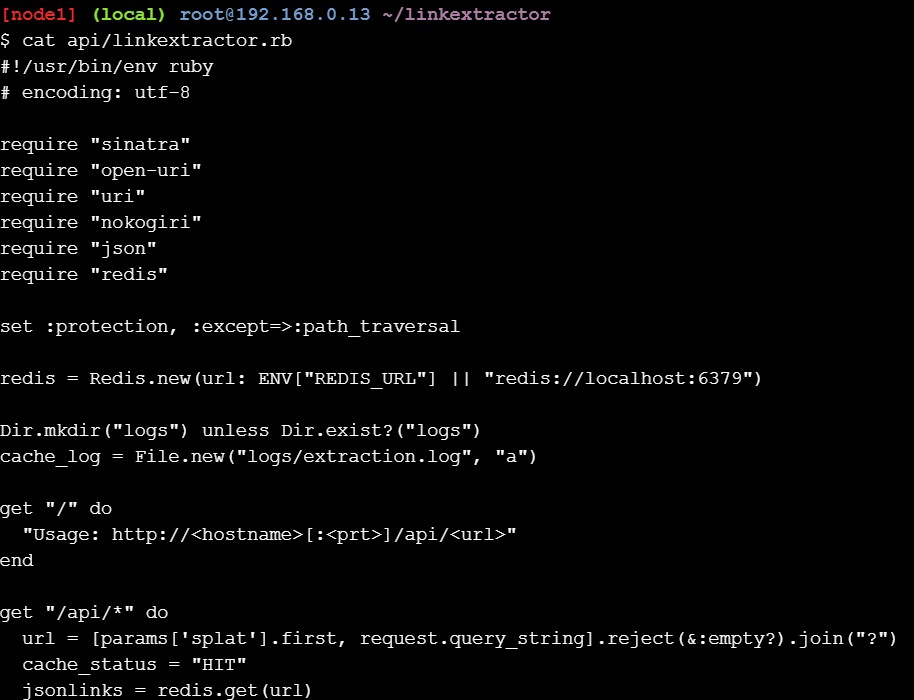 [node1] (local) root@192.168.0.13 ~/linkextractor
$ cat api/linkextractor.rb
#!/usr/bin/env ruby
# encoding: utf-8

require "sinatra"
require "open-uri"
require "uri"
require "nokogiri"
require "json"
require "redis"

set :protection, :except=>:path_traversal

redis = Redis.new(url: ENV["REDIS_URL"] || "redis://localhost:6379")

Dir.mkdir("logs") unless Dir.exist?("logs")
cache_log = File.new("logs/extraction.log", "a")

get "/" do
  "Usage: http://<hostname>[:<prt>]/api/<url>"
end

get "/api/*" do
  url = [params['splat'].first, request.query_string].reject(&:empty?).join("?")
  cache_status = "HIT"
  jsonlinks = redis.get(url)